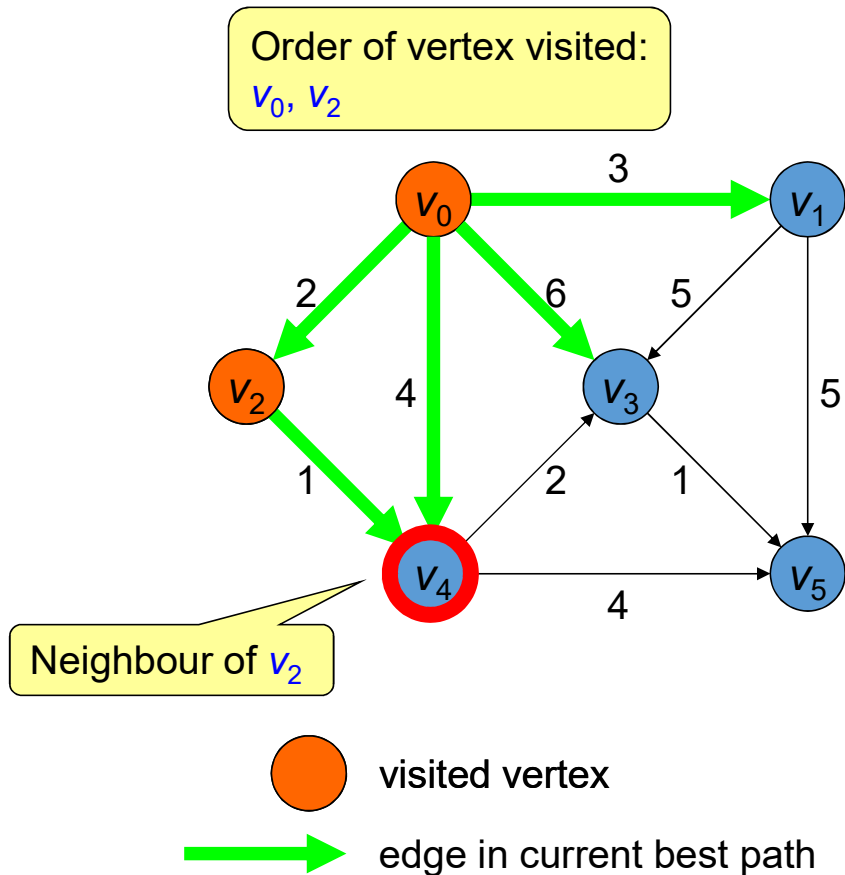 Order of vertex visited:
v₀, v₂
3
v₀
v₁
2
6
5
v₂
4
v₃
5
1
2
1
v₄
v₅
4
Neighbour of v₂
visited vertex
edge in current best path